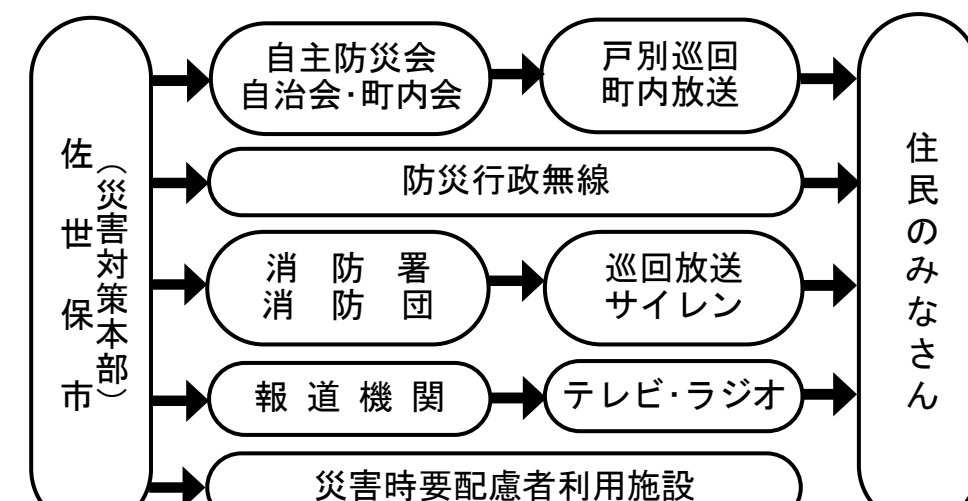 佐世保市
（災害対策本部）
自主防災会
自治会･町内会
戸別巡回
町内放送
防災行政無線
消防署
消防団
巡回放送
サイレン
報道機関
テレビ･ラジオ
災害時要配慮者利用施設
住民のみなさん